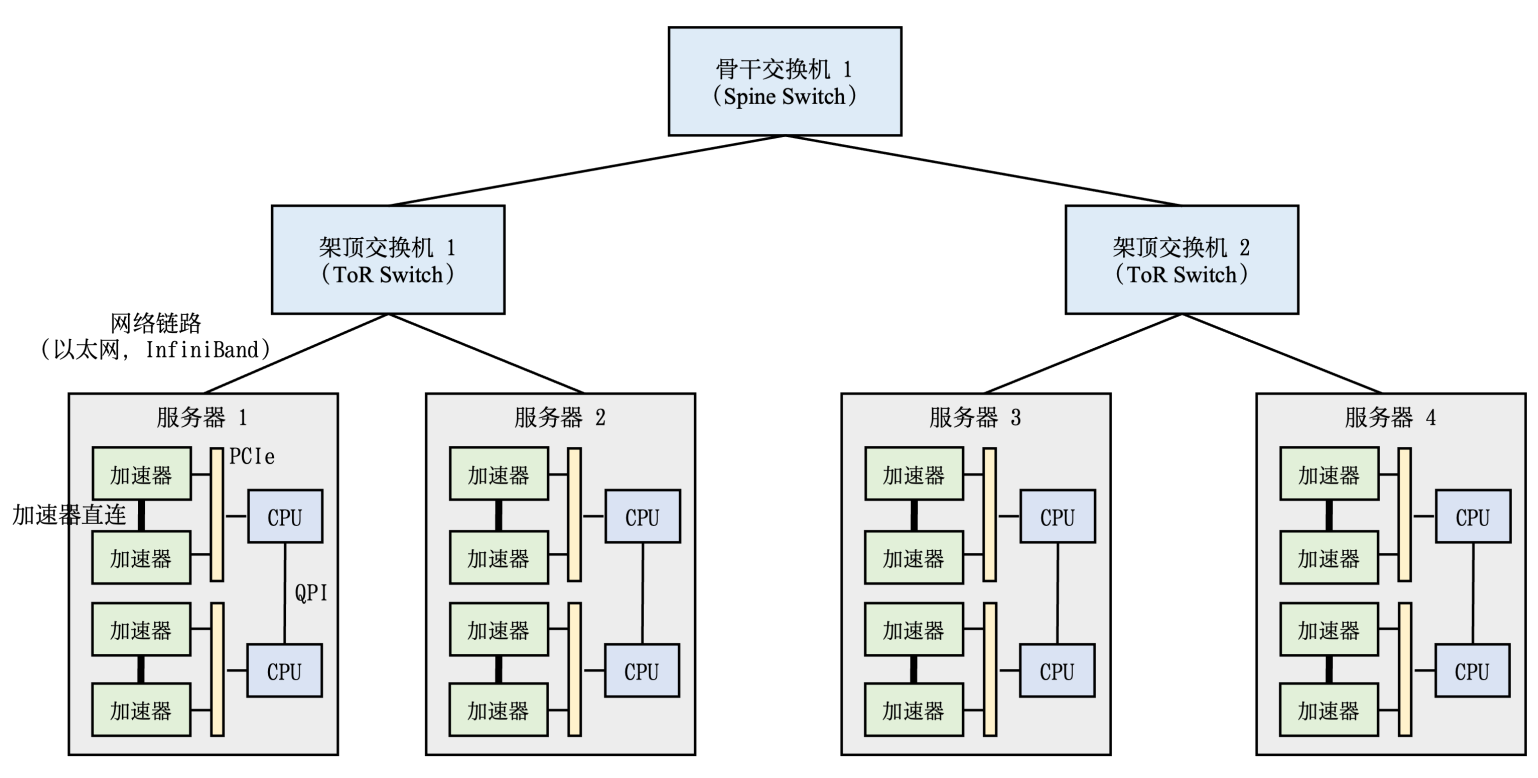 骨干交换机 1
（Spine Switch）
架顶交换机 1
（ToR Switch）
架顶交换机 2
（ToR Switch）
网络链路
（以太网，InfiniBand）
服务器 1
加速器
PCIe
加速器直连
CPU
加速器
QPI
加速器
CPU
加速器
服务器 2
加速器
CPU
加速器
加速器
CPU
加速器
服务器 3
加速器
CPU
加速器
加速器
CPU
加速器
服务器 4
加速器
CPU
加速器
加速器
CPU
加速器